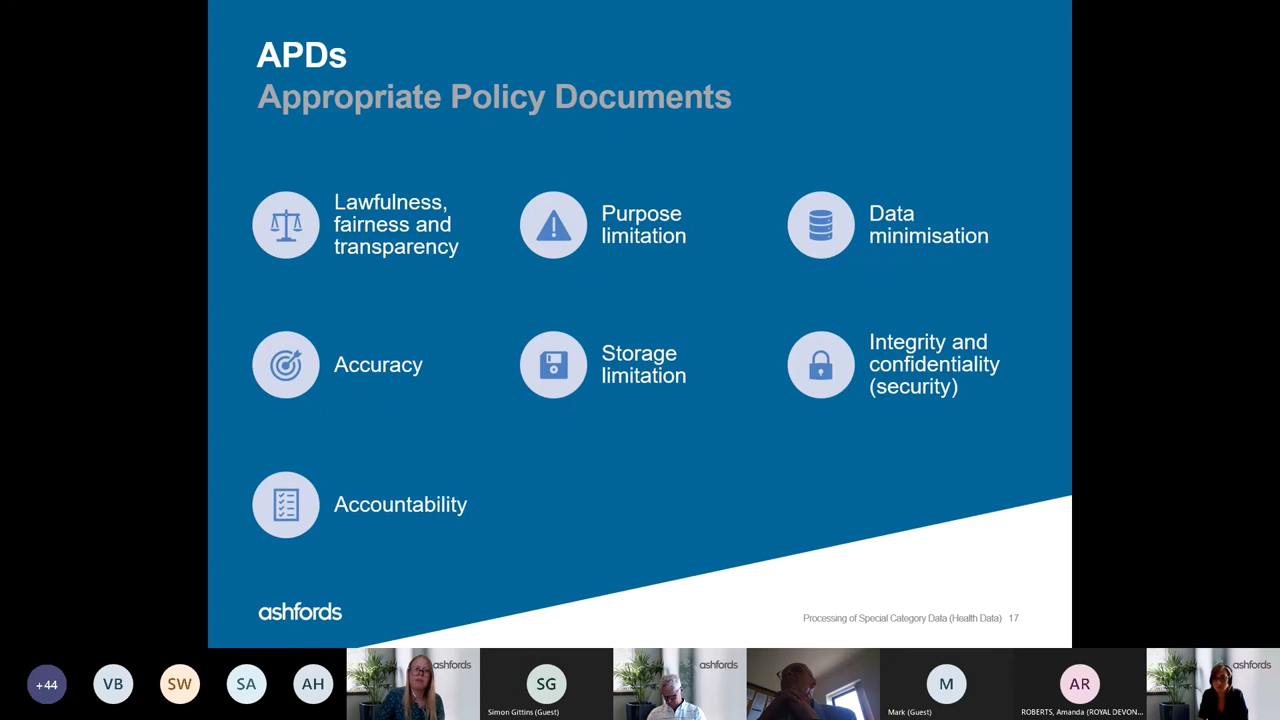 APDs
Appropriate Policy Documents
Lawfulness,
fairness and
transparency
Purpose
limitation
Data
minimisation
Accuracy
Storage
limitation
Integrity and
confidentiality
(security)
Accountability
ashfords
Processing of Special Category Data (Health Data) 17
+44
VB
SW
SA
AH
ashfords
SG
Simon Gittins (Guest)
ashfords
M
Mark (Guest)
AR
ROBERTS, Amanda (ROYAL DEVON...
ashfords